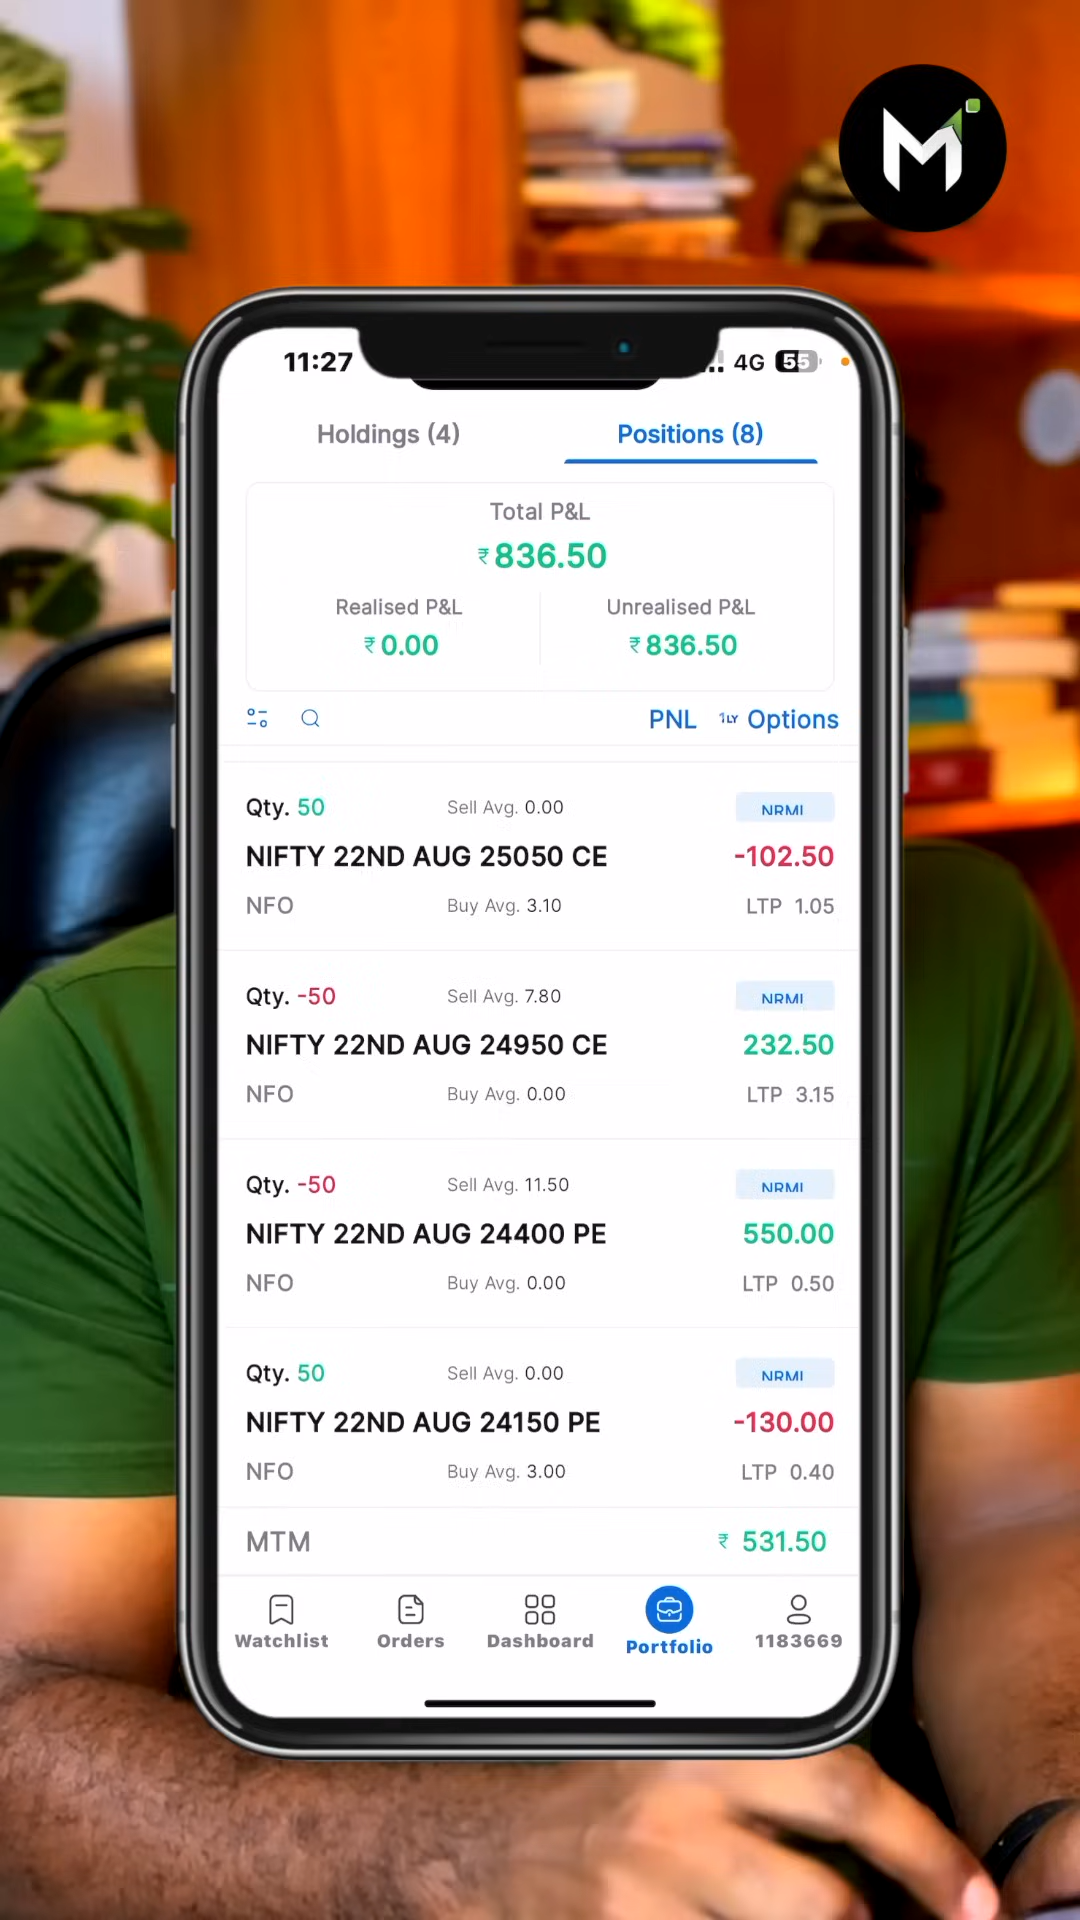 M
11:27
4G 55
Holdings (4)
Positions (8)
Total P&L
₹836.50
Realised P&L
Unrealised P&L
₹0.00
₹836.50
PNL
Options
Qty. 50
Sell Avg. 0.00
NIFTY 22ND AUG 25050 CE
-102.50
NFO
Buy Avg. 3.10
LTP 1.05
Qty. -50
Sell Avg. 7.80
NIFTY 22ND AUG 24950 CE
232.50
NFO
Buy Avg. 0.00
LTP 3.15
Qty. -50
Sell Avg. 11.50
NIFTY 22ND AUG 24400 PE
550.00
NFO
Buy Avg. 0.00
LTP 0.50
Qty. 50
Sell Avg. 0.00
NIFTY 22ND AUG 24150 PE
-130.00
NFO
Buy Avg. 3.00
LTP 0.40
MTM
₹ 531.50
Watchlist
Orders
Dashboard
Portfolio
1183669